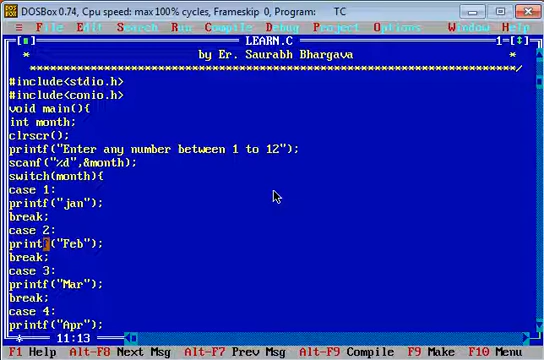 DOSBox 0.74, Cpu speed: max 100% cycles, Frameskip 0, Program: TC
≡ File Edit Search Run Compile Debug Project Options Window Help
LEARN.C 1=[↕]
* by Er. Saurabh Bhargava *
***********************************************************************/
#include<stdio.h>
#include<conio.h>
void main(){
int month;
clrscr();
printf("Enter any number between 1 to 12");
scanf("%d",&month);
switch(month){
case 1:
printf("jan");
break;
case 2:
printf("Feb");
break;
case 3:
printf("Mar");
break;
case 4:
printf("Apr");
11:13
F1 Help Alt-F8 Next Msg Alt-F7 Prev Msg Alt-F9 Compile F9 Make F10 Menu